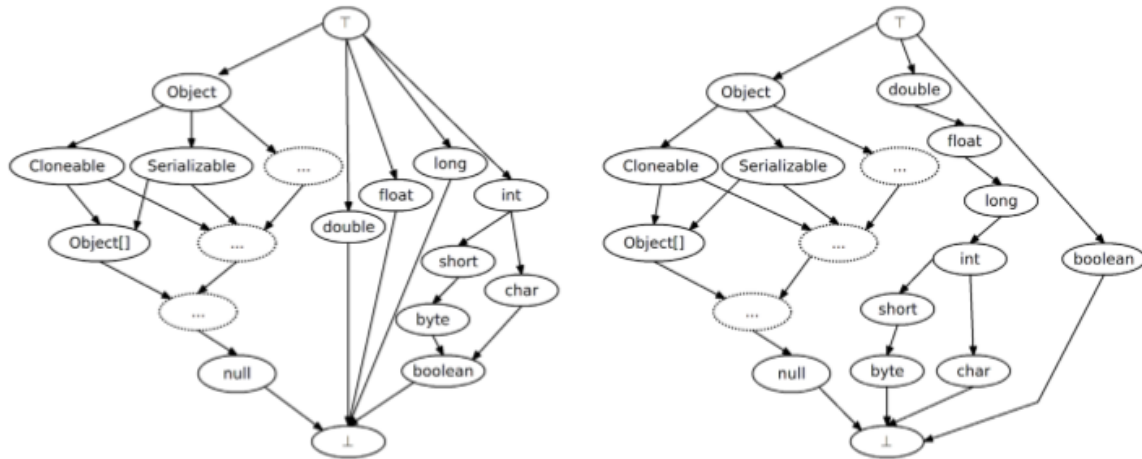 ⊤
Object
Cloneable
Serializable
...
long
float
int
double
Object[]
...
short
char
...
byte
null
boolean
⊥
⊤
Object
double
float
Cloneable
Serializable
...
long
Object[]
...
int
boolean
...
short
null
byte
char
⊥